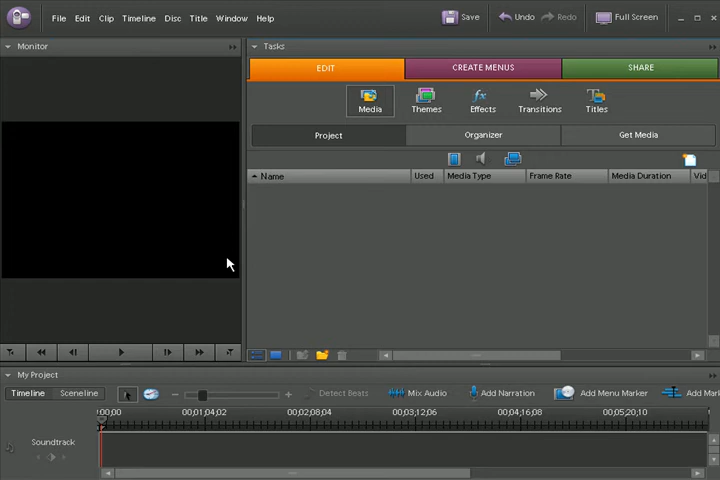 File Edit Clip Timeline Disc Title Window Help Save Undo Redo Full Screen
Monitor Tasks
EDIT CREATE MENUS SHARE
Media Themes Effects Transitions Titles
Project Organizer Get Media
Name Used Media Type Frame Rate Media Duration Vid
My Project
Timeline Sceneline Detect Beats Mix Audio Add Narration Add Menu Marker Add Mark
:00;00 00;01;04;02 00;02;08;04 00;03;12;06 00;04;16;08 00;05;20;10
Soundtrack